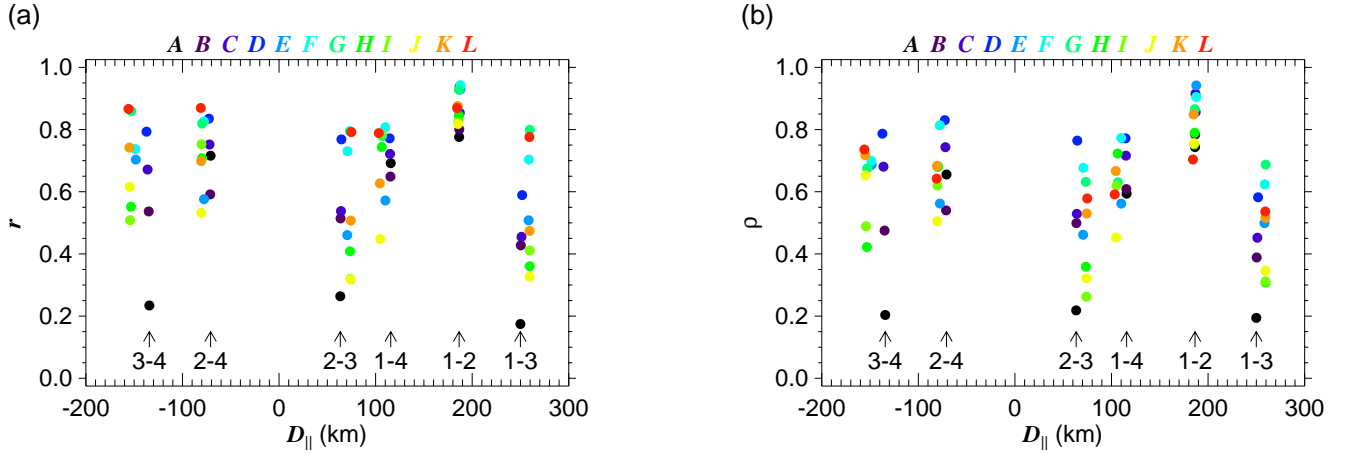 (a)
A B C D E F G H I J K L
1.0
0.8
0.6
0.4
0.2
0.0
r
3-4 2-4 2-3 1-4 1-2 1-3
-200 -100 0 100 200 300
D|| (km)
(b)
A B C D E F G H I J K L
1.0
0.8
0.6
0.4
0.2
0.0
ρ
3-4 2-4 2-3 1-4 1-2 1-3
-200 -100 0 100 200 300
D|| (km)